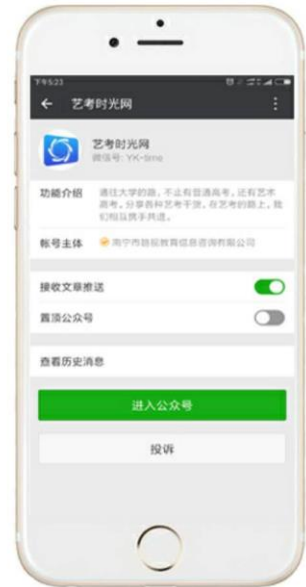 下午5:23
艺考时光网
艺考时光网
微信号: YK-time
功能介绍 通往大学的路，不止有普通高考，还有艺术
高考。分享各种艺考干货，在艺考的路上，我
们相互携手共进。
帐号主体 南宁市
教育信息咨询有限公司
接收文章推送
置顶公众号
查看历史消息
进入公众号
投诉